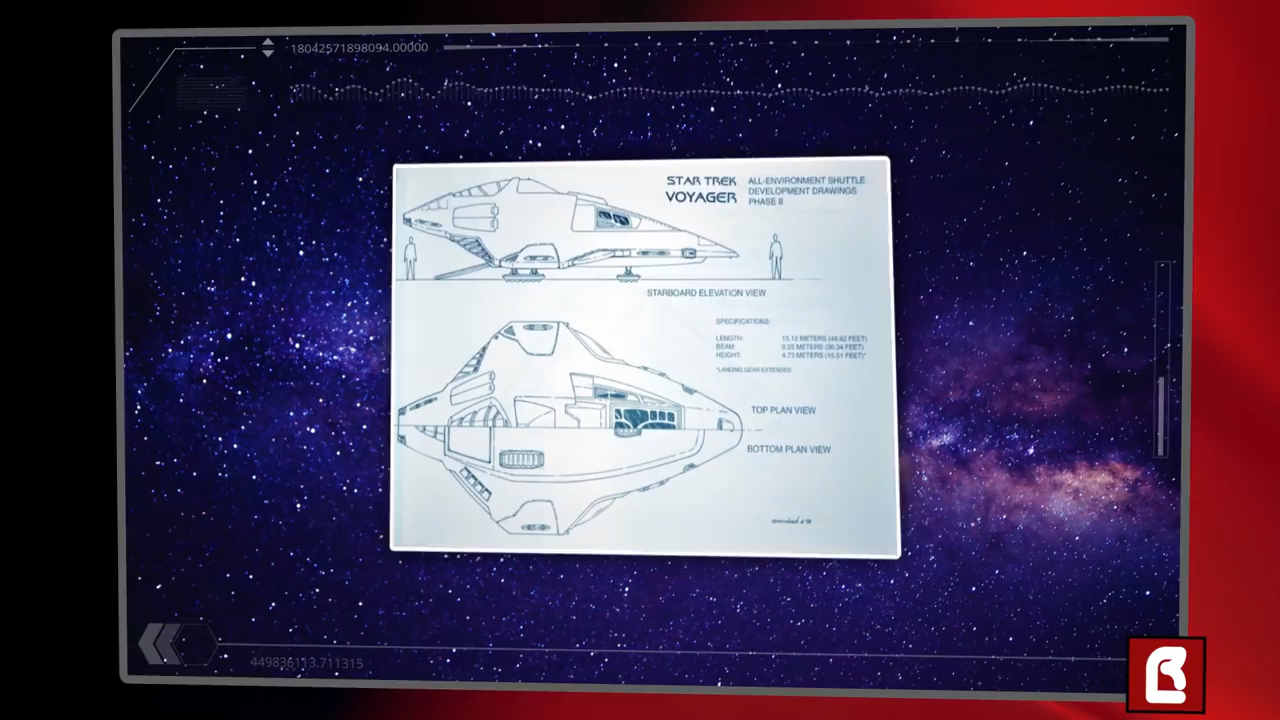 18042571898094.00000
STAR TREK
VOYAGER
ALL-ENVIRONMENT SHUTTLE
DEVELOPMENT DRAWINGS
PHASE II
STARBOARD ELEVATION VIEW
SPECIFICATIONS:
LENGTH: 15.12 METERS (49.62 FEET)
BEAM: 9.25 METERS (30.34 FEET)
HEIGHT: 4.73 METERS (15.51 FEET)*
*LANDING GEAR EXTENDED
TOP PLAN VIEW
BOTTOM PLAN VIEW
449836113.711315